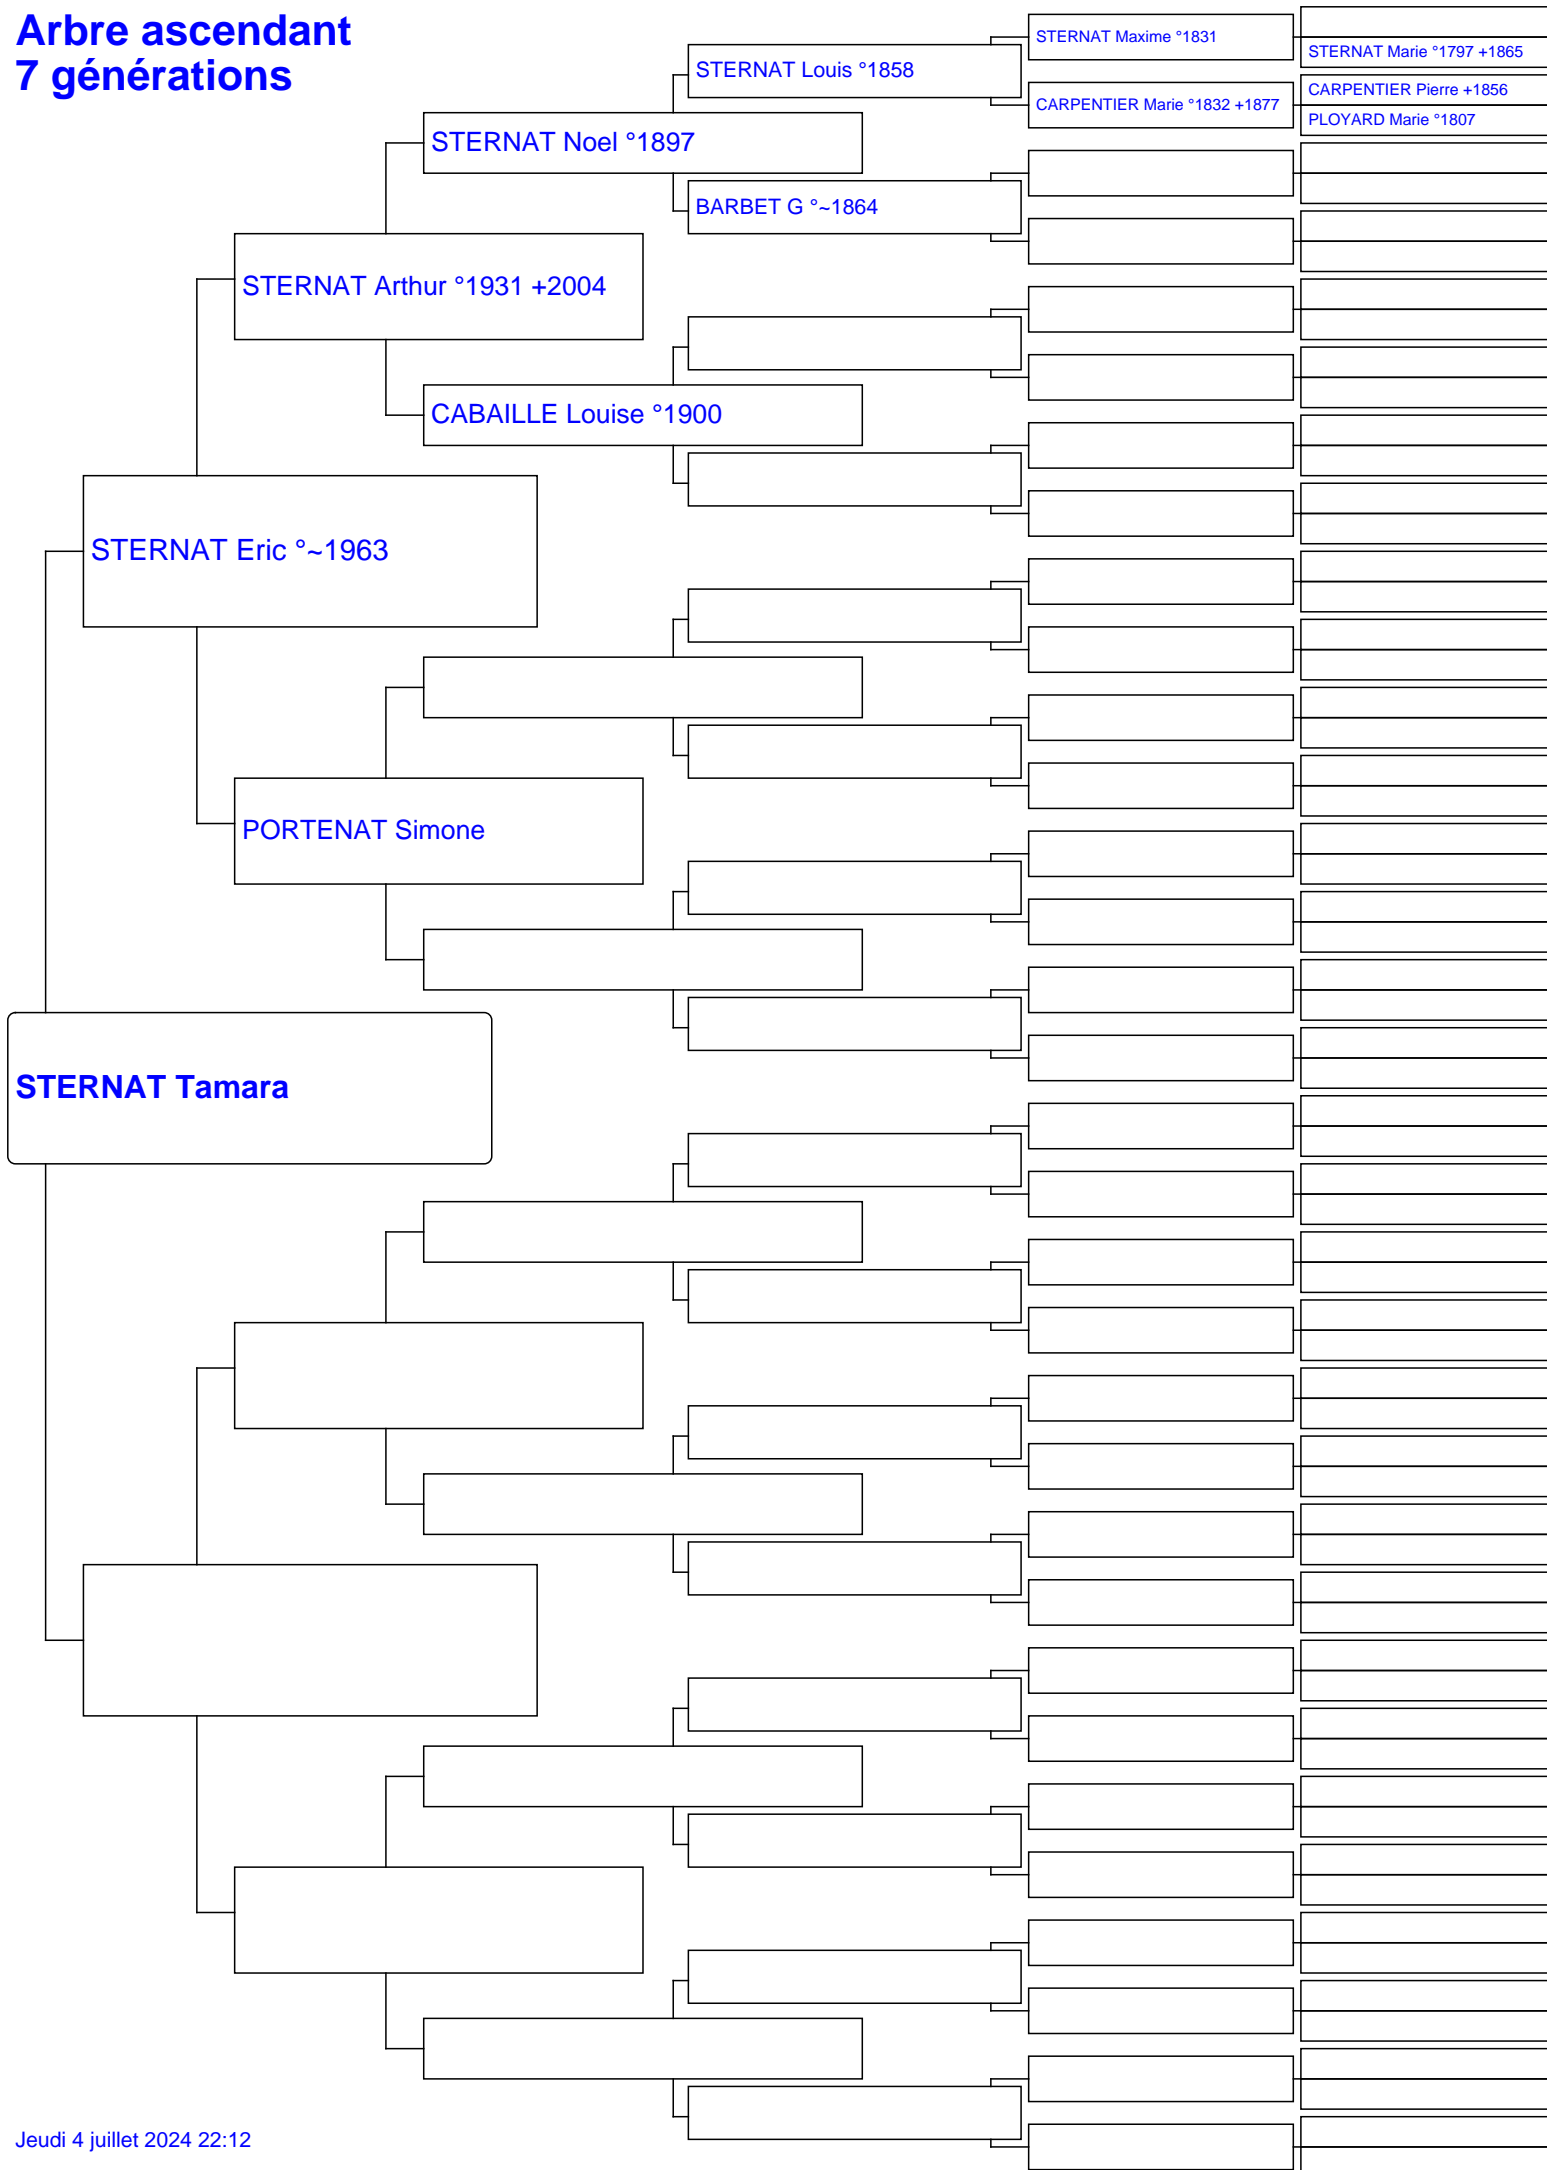 Arbre ascendant
7 générations
STERNAT Maxime °1831
STERNAT Marie °1797 +1865
STERNAT Louis °1858
CARPENTIER Pierre +1856
CARPENTIER Marie °1832 +1877
PLOYARD Marie °1807
STERNAT Noel °1897
BARBET G °~1864
STERNAT Arthur °1931 +2004
CABAILLE Louise °1900
STERNAT Eric °~1963
PORTENAT Simone
STERNAT Tamara
Jeudi 4 juillet 2024 22:12